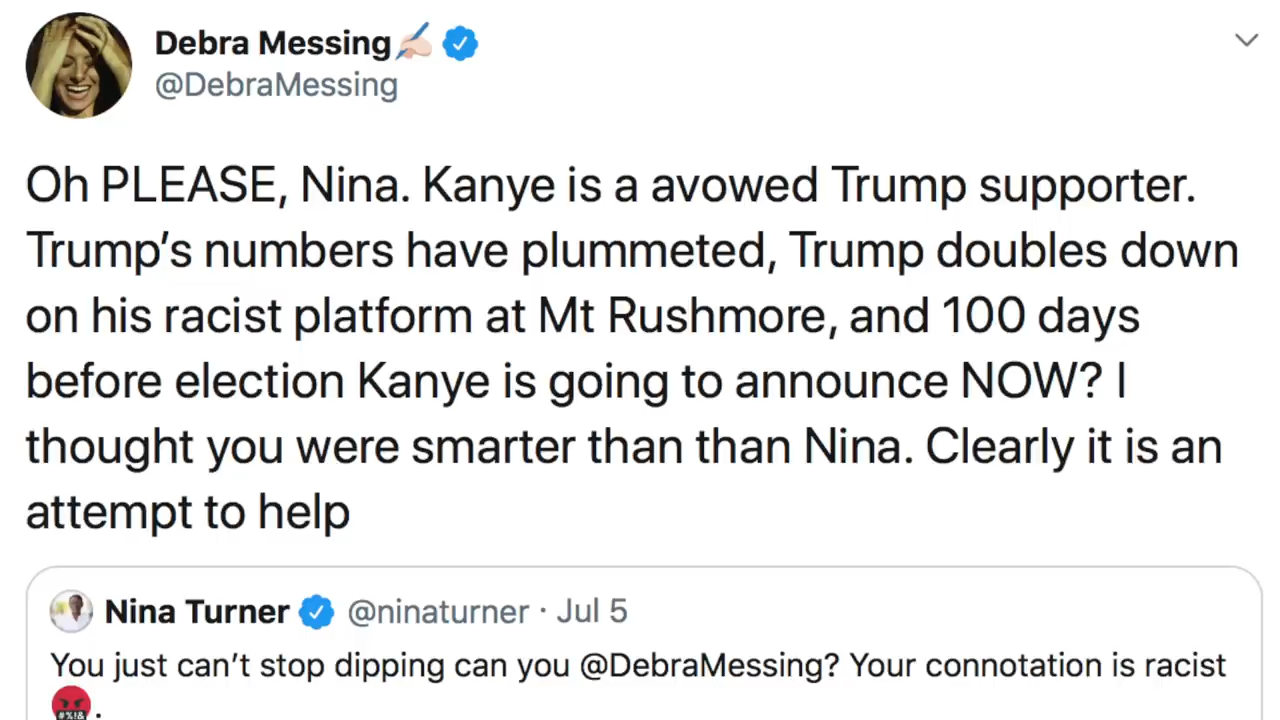 Debra Messing✍🏻
@DebraMessing
Oh PLEASE, Nina. Kanye is a avowed Trump supporter.
Trump’s numbers have plummeted, Trump doubles down
on his racist platform at Mt Rushmore, and 100 days
before election Kanye is going to announce NOW? I
thought you were smarter than than Nina. Clearly it is an
attempt to help
Nina Turner @ninaturner · Jul 5
You just can’t stop dipping can you @DebraMessing? Your connotation is racist
🤬.